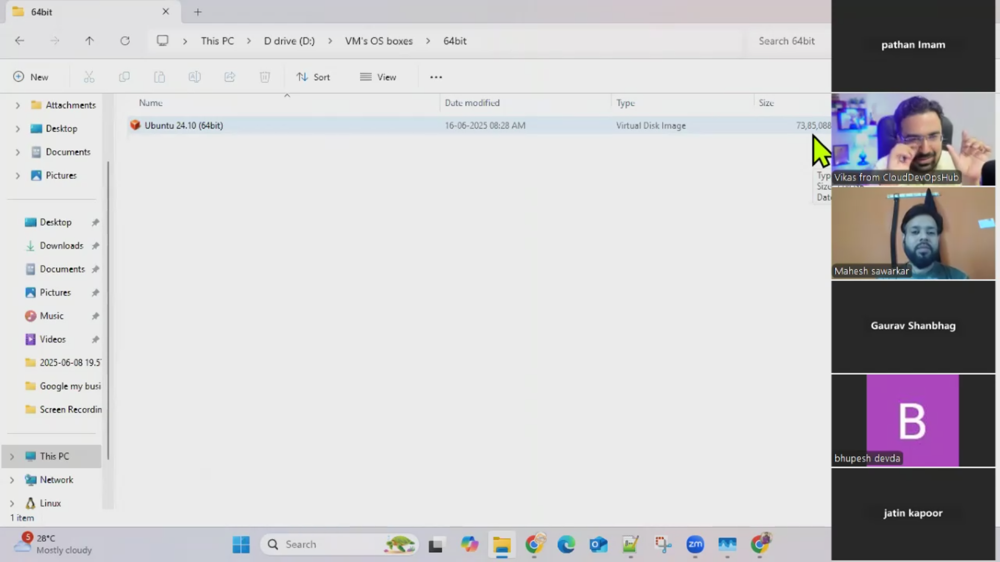 64bit
This PC
D drive (D:)
VM's OS boxes
64bit
Search 64bit
New
Sort
View
Name
Date modified
Type
Size
Ubuntu 24.10 (64bit)
16-06-2025 08:28 AM
Virtual Disk Image
73,85,088
Typ
Size
Date
Attachments
Desktop
Documents
Pictures
Desktop
Downloads
Documents
Pictures
Music
Videos
2025-06-08 19.5
Google my busi
Screen Recordin
This PC
Network
Linux
1 item
5
28°C
Mostly cloudy
Search
zm
pathan Imam
Vikas from CloudDevOpsHub
Mahesh sawarkar
Gaurav Shanbhag
B
bhupesh devda
jatin kapoor